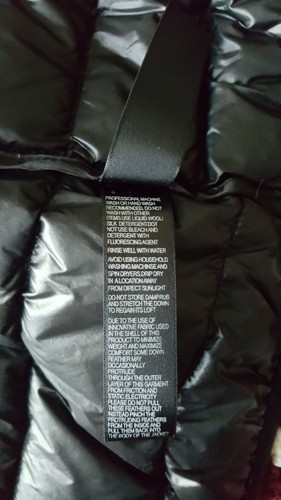 PROFESSIONAL MACHINE
WASH OR HAND WASH
RECOMMENDED. DO NOT
WASH WITH OTHER
ITEMS.USE LIQUID WOOL/
SILK DETERGENT.DOT
NOT USE BLEACH AND
DETERGENT WITH
FLUORESCING AGENT
RINSE WELL WITH WATER
AVOID USING HOUSEHOLD
WASHING MACHINSE AND
SPIN DRYERS.DRIP DRY
IN A LOCATION AWAY
FROM DIRECT SUNLIGHT
DO NOT STORE DAMP.RUB
AND STRETCH THE DOWN
TO REGAIN ITS LOFT
DUE TO THE USE OF
INNOVATIVE FABRIC USED
IN THE SHELL OF THIS
PRODUCT TO MINIMIZE
WEIGHT AND MAXIMIZE
COMFORT SOME DOWN
FEATHER MAY
OCCASIONALLY
PROTRUDE
THROUGH THE OUTER
LAYER OF THIS GARMENT
FROM FRICTION AND
STATIC ELECTRICITY
PLEASE DO NOT PULL
THESE FEATHERS OUT
INSTEAD PINCH THE
PROTRUDING FEATHERS
FROM THE INSIDE AND
PULL THEM BACK INTO
THE BODY OF THE JACKET